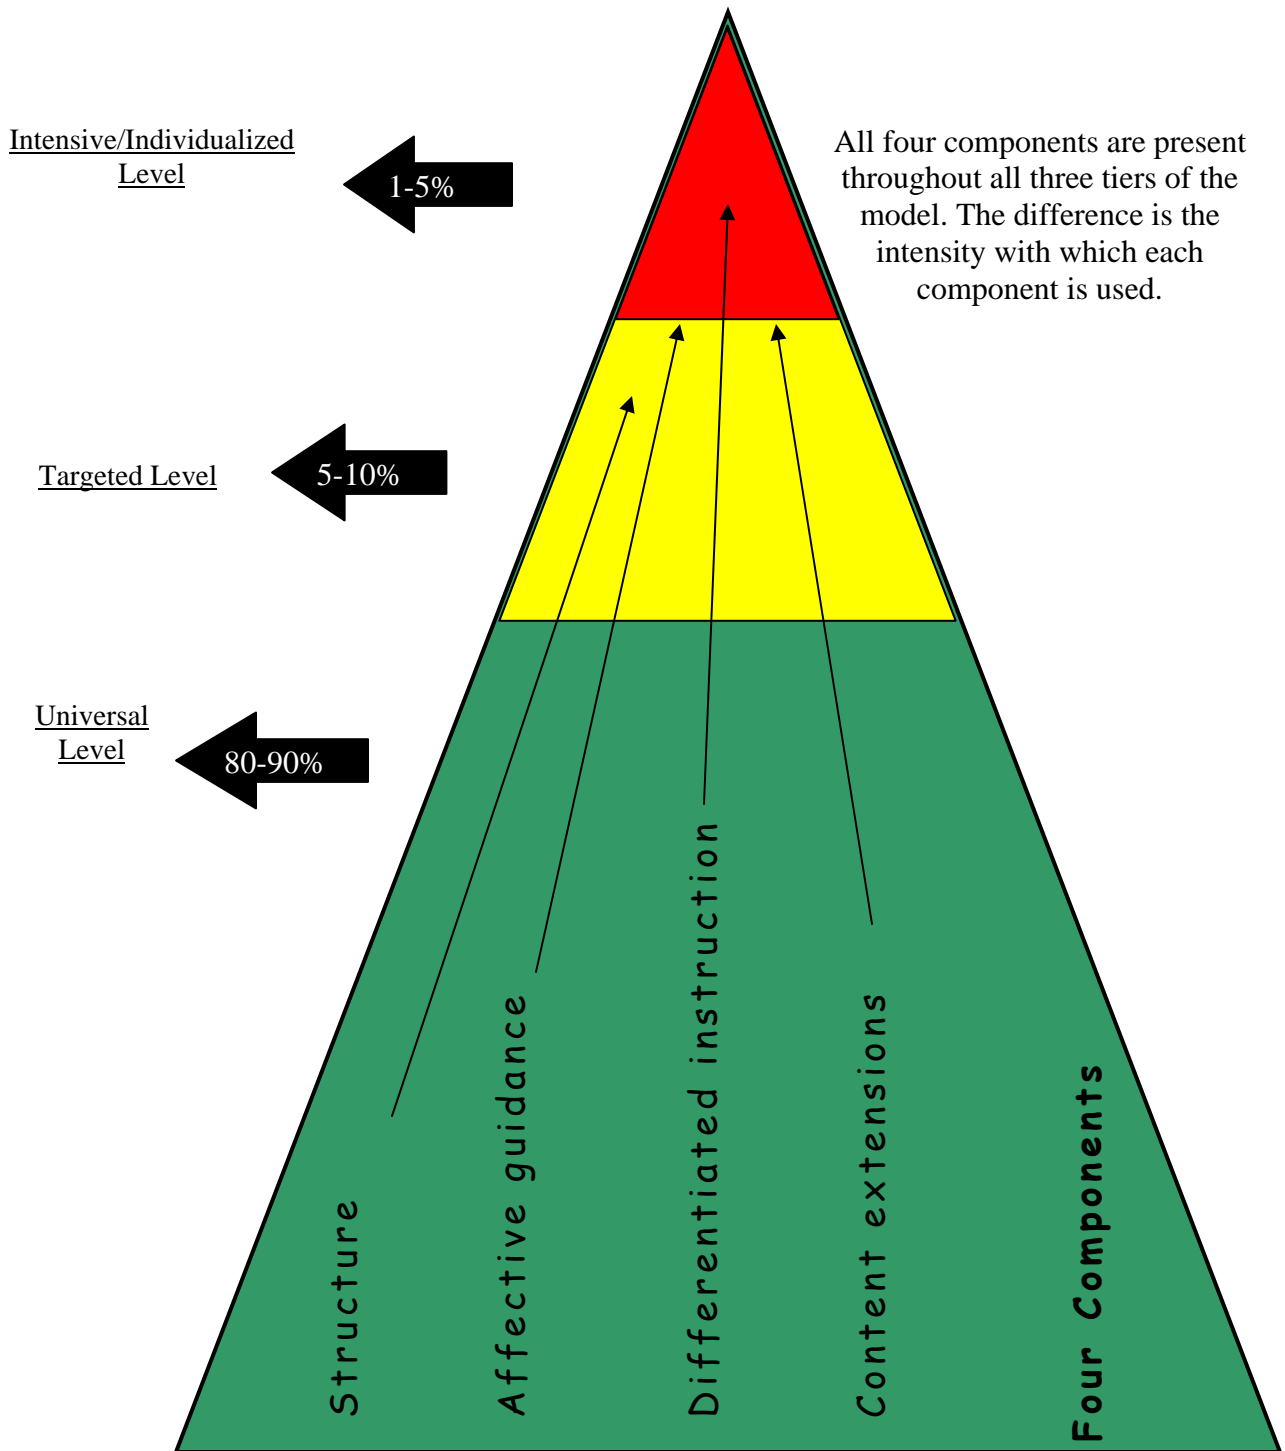 Intensive/Individualized
Level
1-5%
All four components are present
throughout all three tiers of the
model. The difference is the
intensity with which each
component is used.
Targeted Level
5-10%
Universal
Level
80-90%
Structure
Affective guidance
Differentiated instruction
Content extensions
Four Components